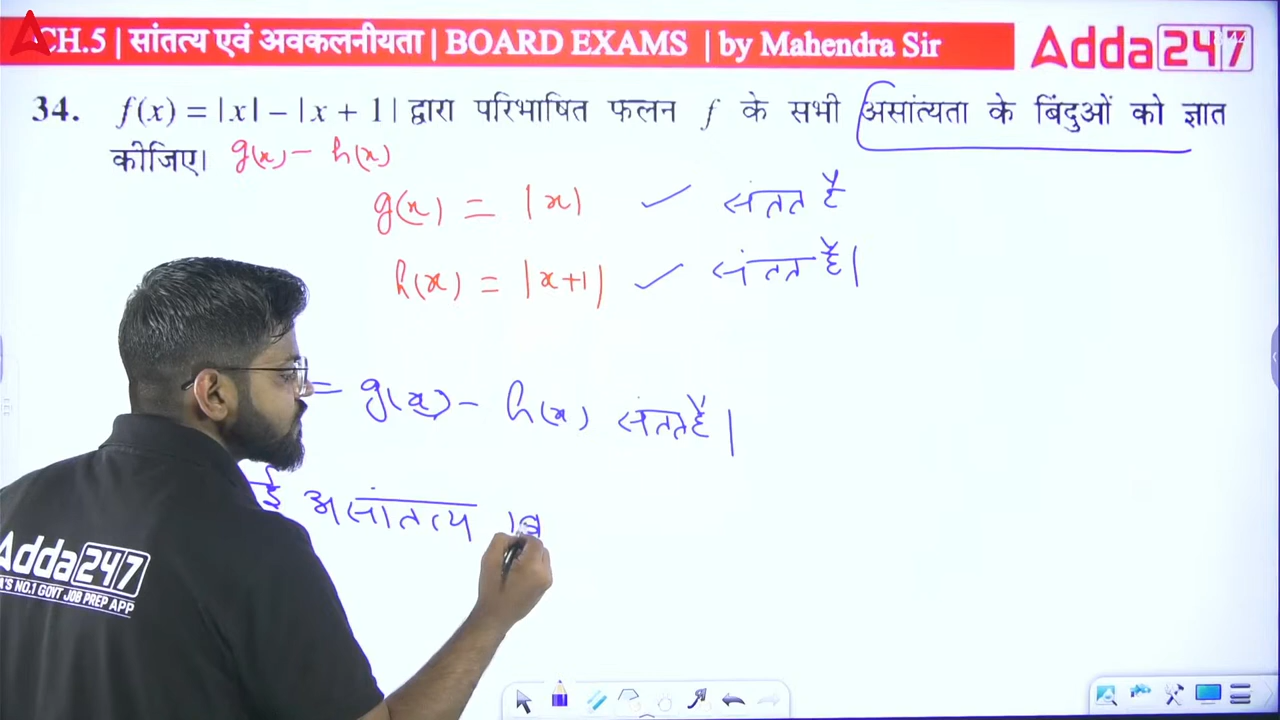 CH.5 | सांतत्य एवं अवकलनीयता | BOARD EXAMS | by Mahendra Sir
Adda247
34. f(x) = |x| – |x + 1| द्वारा परिभाषित फलन f के सभी असांत्यता के बिंदुओं को ज्ञात
कीजिए। g(x) – h(x)
g(x) = |x| ✓ संतत है
h(x) = |x+1| ✓ संतत है।
= g(x) – h(x) संतत है।
ई असांतत्य
Adda247
A'S NO.1 GOVT JOB PREP APP